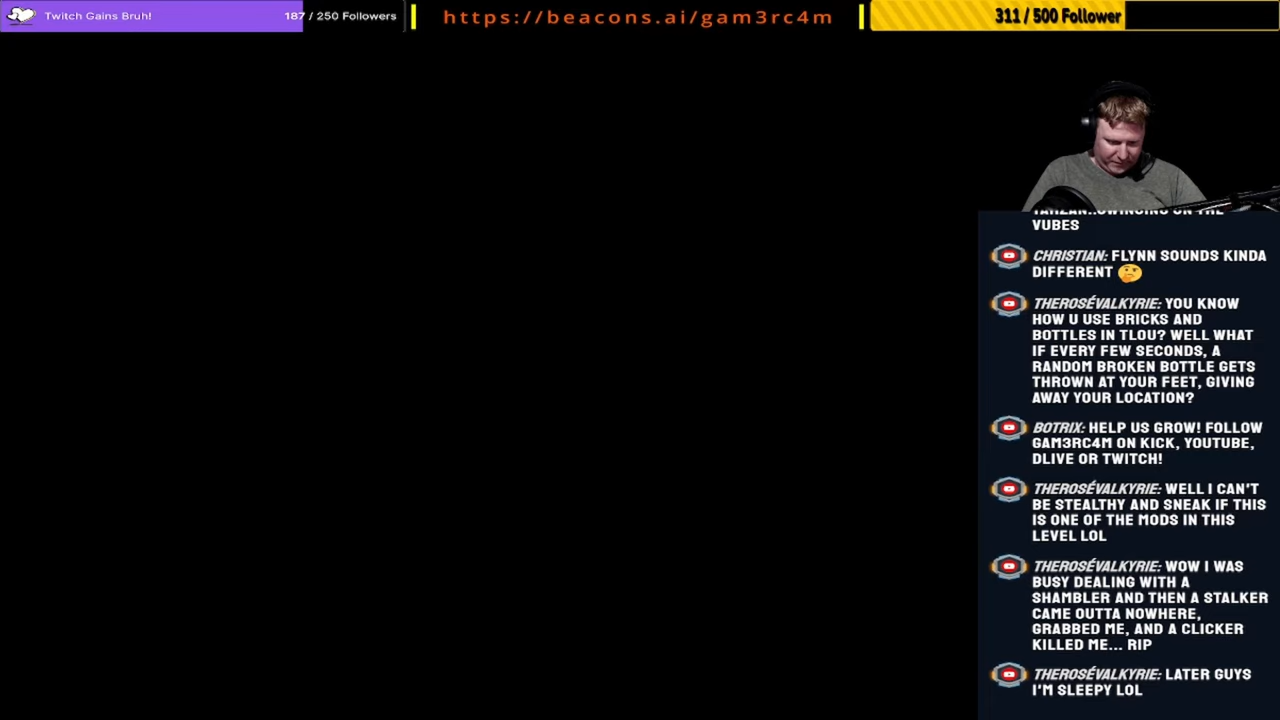 Twitch Gains Bruh!
187 / 250 Followers
https://beacons.ai/gam3rc4m
311 / 500 Follower
TARZAN..SWINGING ON THE
VUBES
CHRISTIAN: FLYNN SOUNDS KINDA
DIFFERENT 🤔
THEROSÉVALKYRIE: YOU KNOW
HOW U USE BRICKS AND
BOTTLES IN TLOU? WELL WHAT
IF EVERY FEW SECONDS, A
RANDOM BROKEN BOTTLE GETS
THROWN AT YOUR FEET, GIVING
AWAY YOUR LOCATION?
BOTRIX: HELP US GROW! FOLLOW
GAM3RC4M ON KICK, YOUTUBE,
DLIVE OR TWITCH!
THEROSÉVALKYRIE: WELL I CAN'T
BE STEALTHY AND SNEAK IF THIS
IS ONE OF THE MODS IN THIS
LEVEL LOL
THEROSÉVALKYRIE: WOW I WAS
BUSY DEALING WITH A
SHAMBLER AND THEN A STALKER
CAME OUTTA NOWHERE,
GRABBED ME, AND A CLICKER
KILLED ME... RIP
THEROSÉVALKYRIE: LATER GUYS
I'M SLEEPY LOL